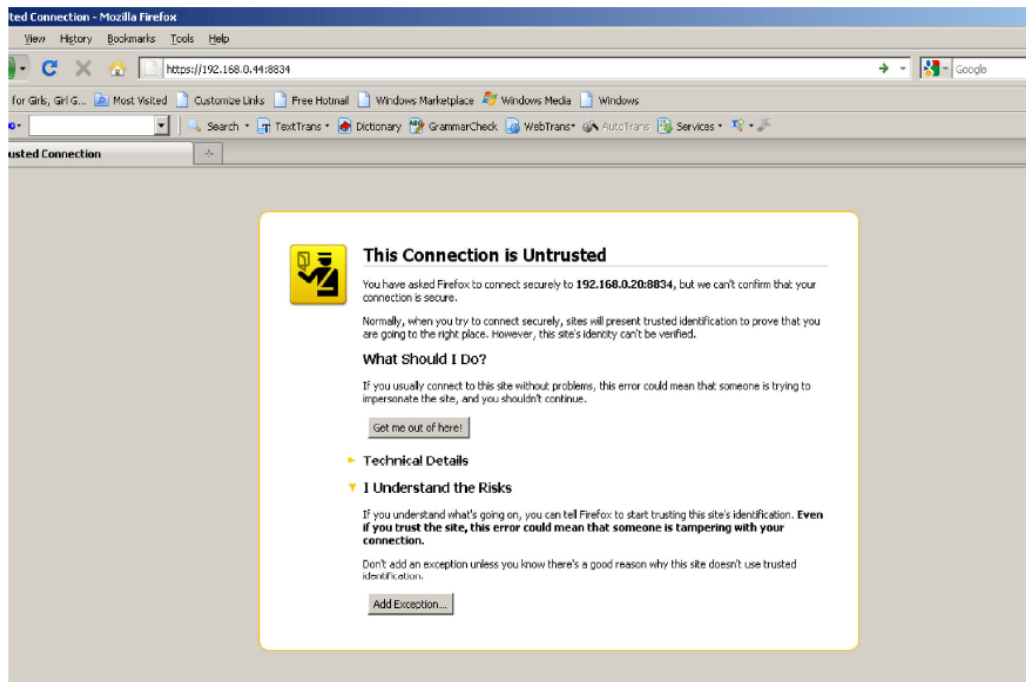 ted Connection - Mozilla Firefox
View History Bookmarks Tools Help
https://192.168.0.44:8834
Google
for Girls, Girl G... Most Visited Customize Links Free Hotmail Windows Marketplace Windows Media Windows
Search TextTrans Dictionary GrammarCheck WebTrans AutoTrans Services
usted Connection
This Connection is Untrusted
You have asked Firefox to connect securely to 192.168.0.20:8834, but we can't confirm that your
connection is secure.
Normally, when you try to connect securely, sites will present trusted identification to prove that you
are going to the right place. However, this site's identity can't be verified.
What Should I Do?
If you usually connect to this site without problems, this error could mean that someone is trying to
impersonate the site, and you shouldn't continue.
Get me out of here!
Technical Details
I Understand the Risks
If you understand what's going on, you can tell Firefox to start trusting this site's identification. Even
if you trust the site, this error could mean that someone is tampering with your
connection.
Don't add an exception unless you know there's a good reason why this site doesn't use trusted
identification.
Add Exception...